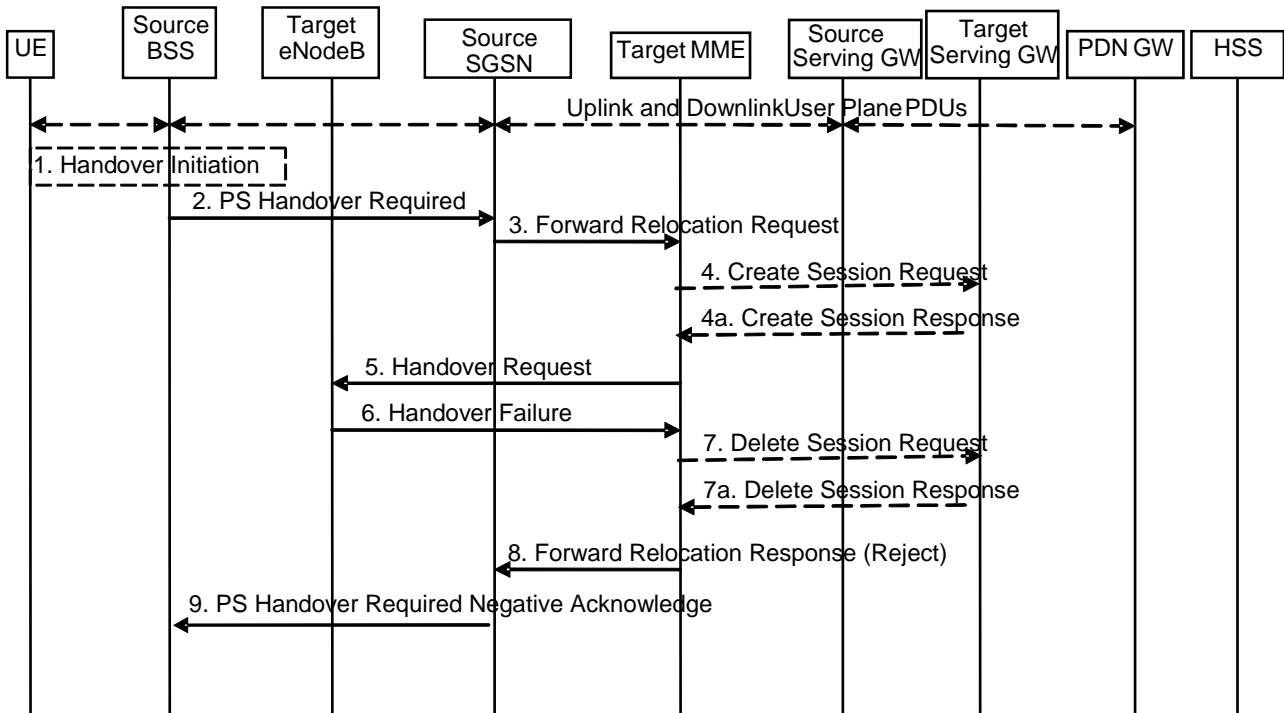 UE
Source
BSS
Target
eNodeB
Source
SGSN
Target MME
Source
Serving GW
Target
Serving GW
PDN GW
HSS
Uplink and DownlinkUser Plane PDUs
1. Handover Initiation
2. PS Handover Required
3. Forward Relocation Request
4. Create Session Request
4a. Create Session Response
5. Handover Request
6. Handover Failure
7. Delete Session Request
7a. Delete Session Response
8. Forward Relocation Response (Reject)
9. PS Handover Required Negative Acknowledge